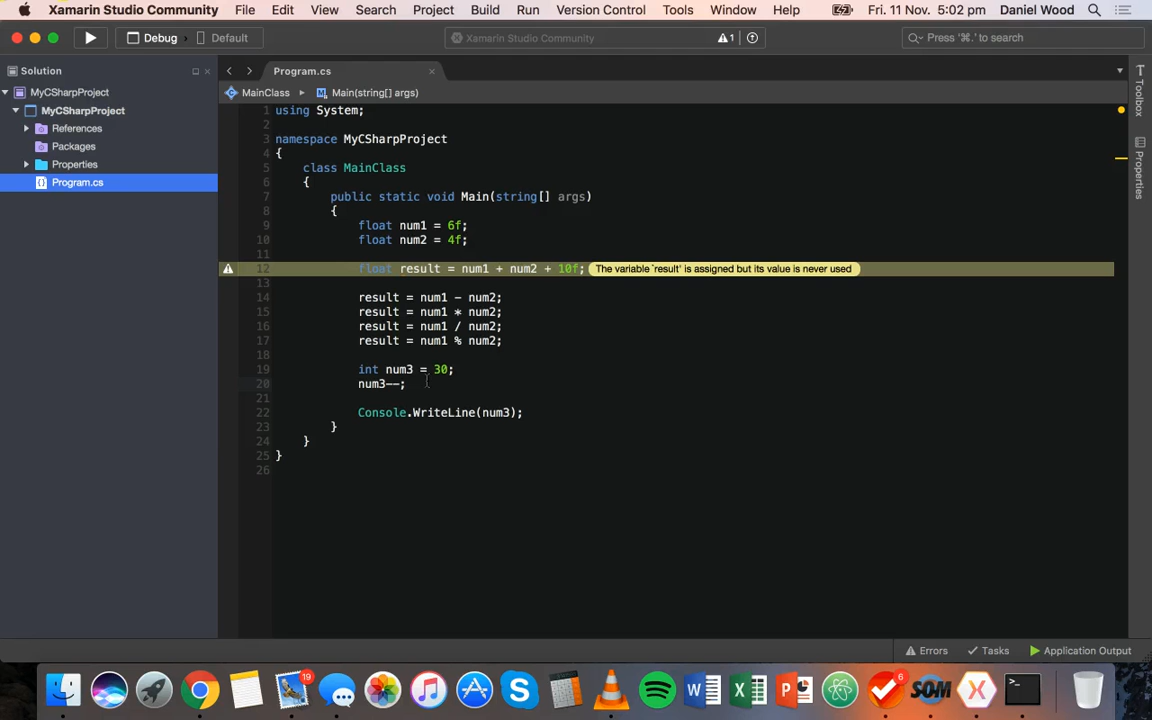 Xamarin Studio Community File Edit View Search Project Build Run Version Control Tools Window Help Fri. 11 Nov. 5:02 pm Daniel Wood
Debug Default Xamarin Studio Community 1 Press '⌘.' to search
Solution
MyCSharpProject
MyCSharpProject
References
Packages
Properties
Program.cs
Program.cs
MainClass Main(string[] args)
1 using System;
2
3 namespace MyCSharpProject
4 {
5 class MainClass
6 {
7 public static void Main(string[] args)
8 {
9 float num1 = 6f;
10 float num2 = 4f;
11
12 float result = num1 + num2 + 10f; The variable `result' is assigned but its value is never used
13
14 result = num1 - num2;
15 result = num1 * num2;
16 result = num1 / num2;
17 result = num1 % num2;
18
19 int num3 = 30;
20 num3--;
21
22 Console.WriteLine(num3);
23 }
24 }
25 }
26
Toolbox
Properties
Errors Tasks Application Output
19
6
SOM